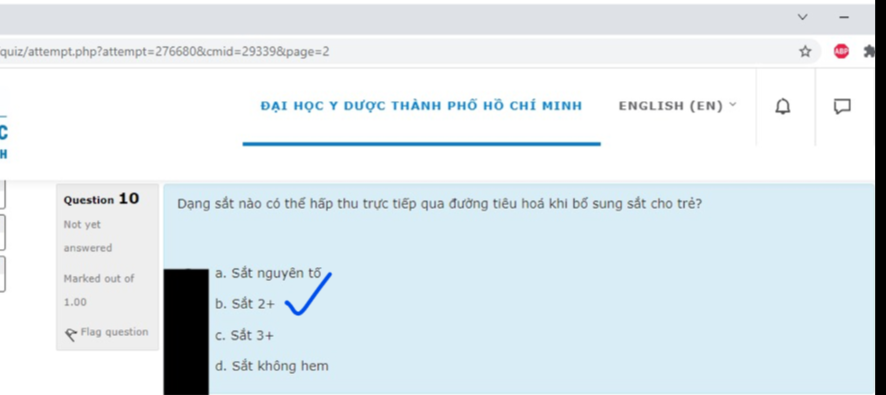 quiz/attempt.php?attempt=276680&cmid=29339&page=2
ABP
C
H
ĐẠI HỌC Y DƯỢC THÀNH PHỐ HỒ CHÍ MINH
ENGLISH (EN)
Question 10
Not yet
answered
Marked out of
1.00
Flag question
Dạng sắt nào có thể hấp thu trực tiếp qua đường tiêu hoá khi bổ sung sắt cho trẻ?
a. Sắt nguyên tố
b. Sắt 2+
c. Sắt 3+
d. Sắt không hem